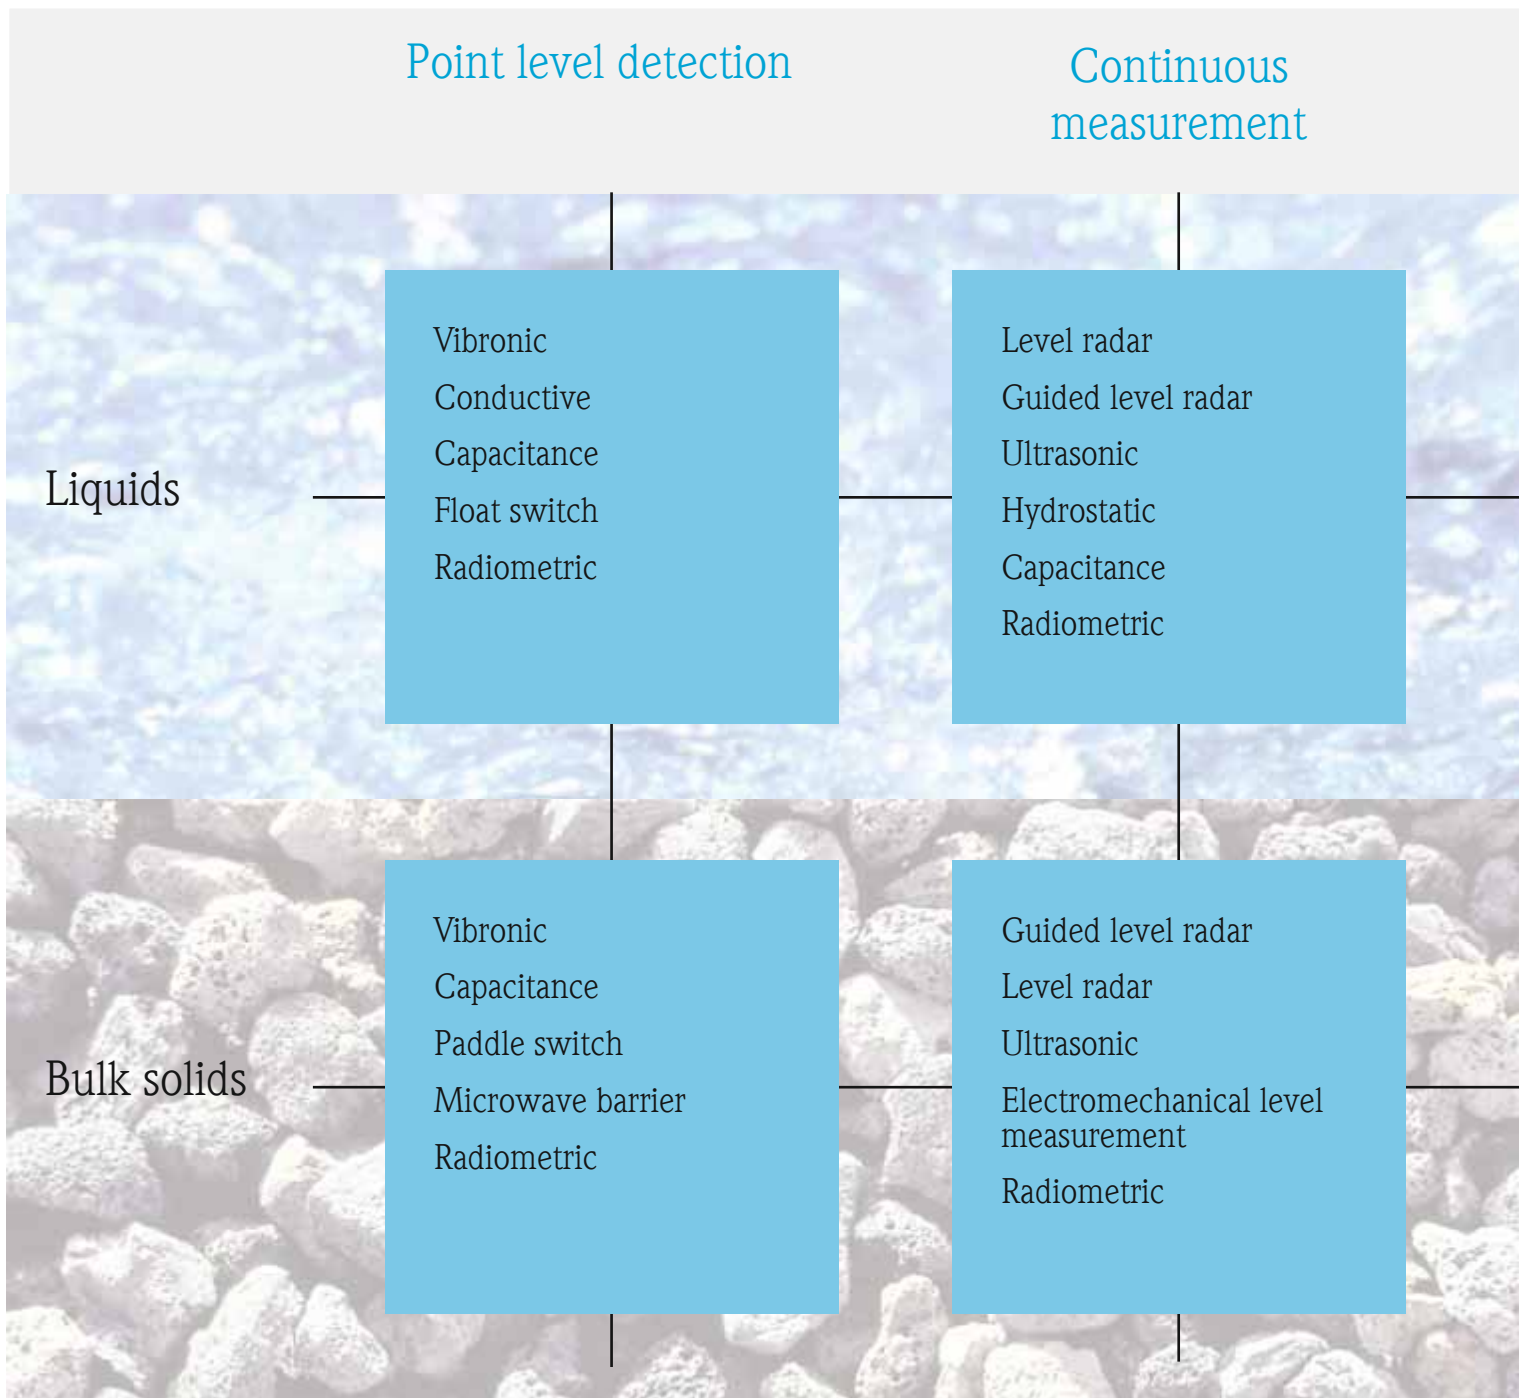 Point level detection
Continuous
measurement
Liquids
Vibronic
Conductive
Capacitance
Float switch
Radiometric
Level radar
Guided level radar
Ultrasonic
Hydrostatic
Capacitance
Radiometric
Bulk solids
Vibronic
Capacitance
Paddle switch
Microwave barrier
Radiometric
Guided level radar
Level radar
Ultrasonic
Electromechanical level
measurement
Radiometric